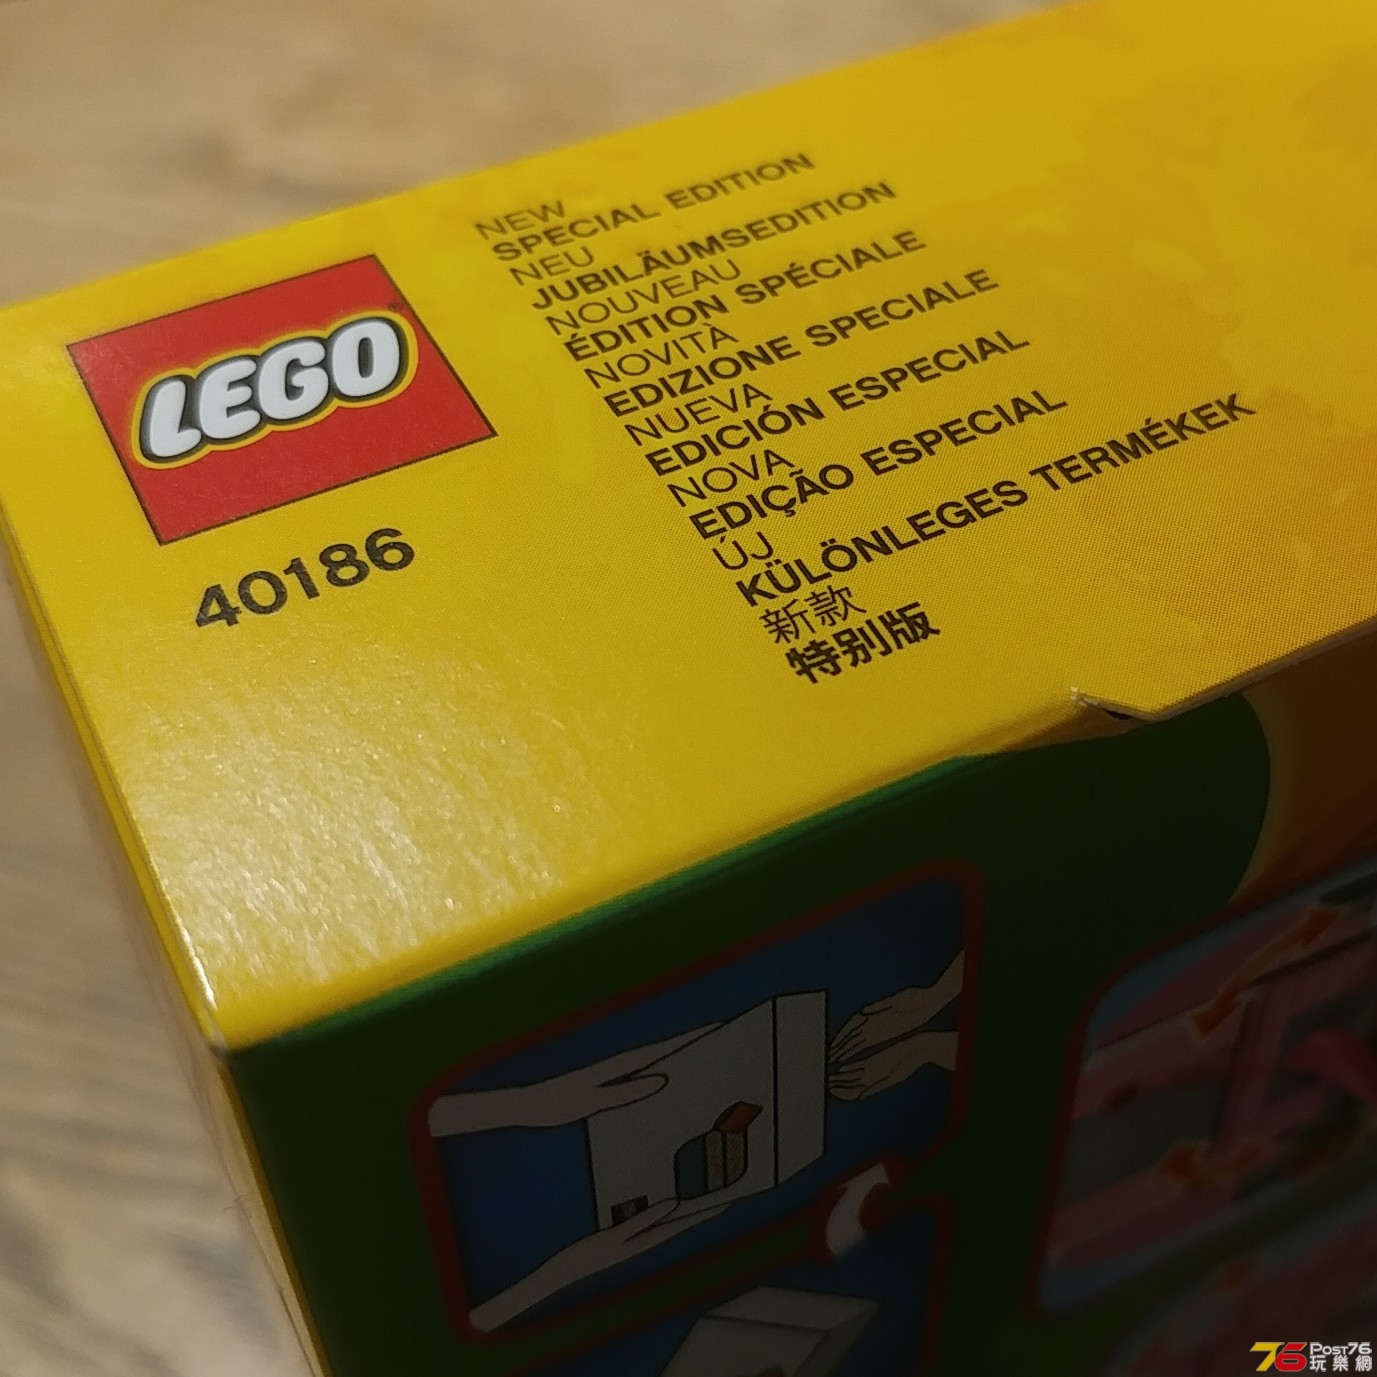 LEGO
40186
NEW
SPECIAL EDITION
NEU
JUBILÄUMSEDITION
NOUVEAU
ÉDITION SPÉCIALE
NOVITÀ
EDIZIONE SPECIALE
NUEVA
EDICIÓN ESPECIAL
NOVA
EDIÇÃO ESPECIAL
ÚJ
KÜLÖNLEGES TERMÉKEK
新款
特别版
76 Post76
玩樂網